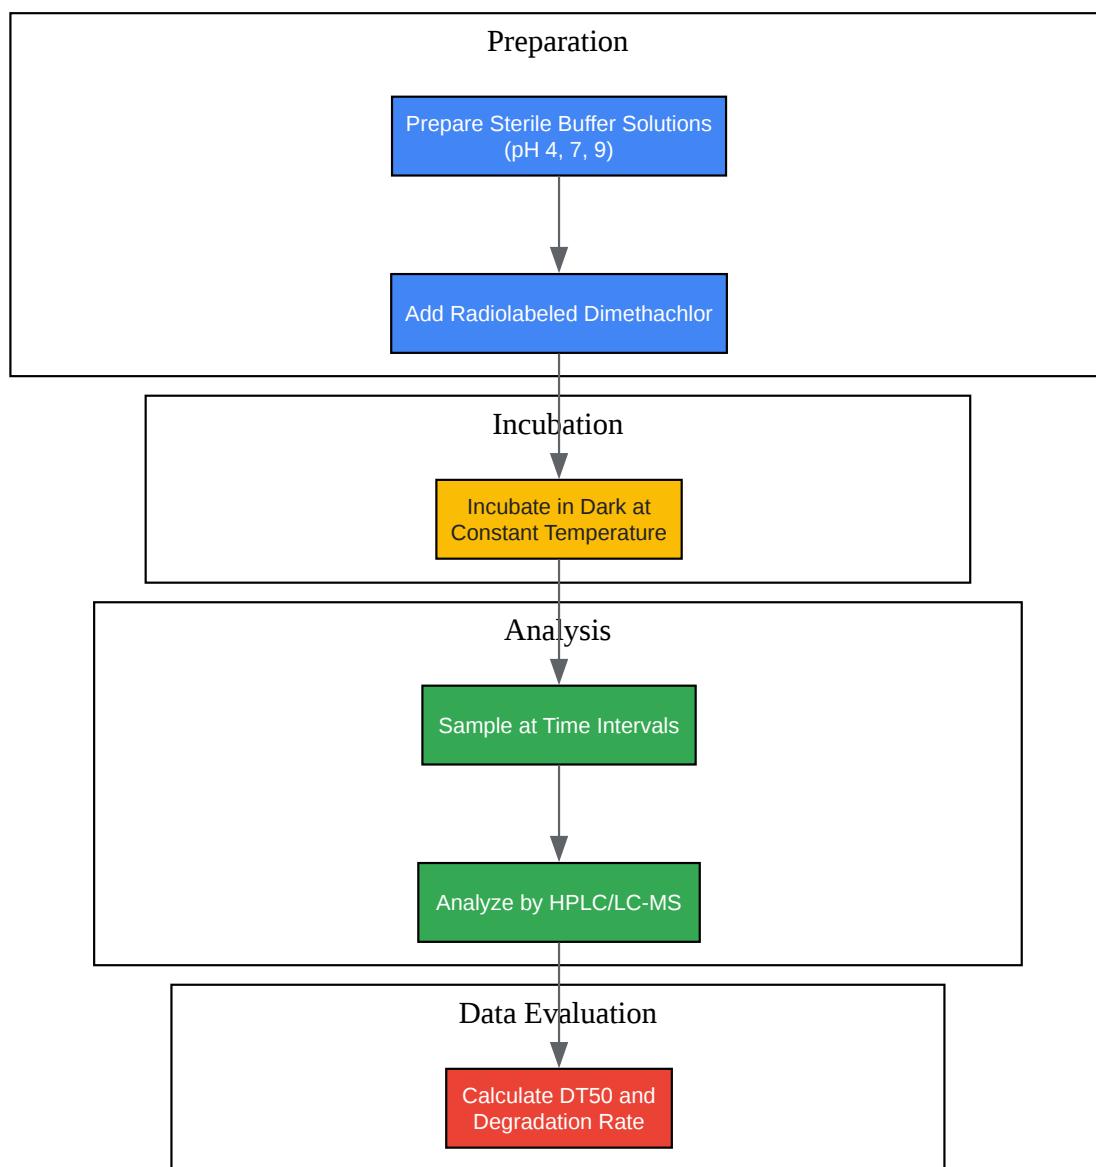 Preparation
Prepare Sterile Buffer Solutions
(pH 4, 7, 9)
Add Radiolabeled Dimethachlor
Incubation
Incubate in Dark at
Constant Temperature
Analysis
Sample at Time Intervals
Analyze by HPLC/LC-MS
Data Evaluation
Calculate DT50 and
Degradation Rate